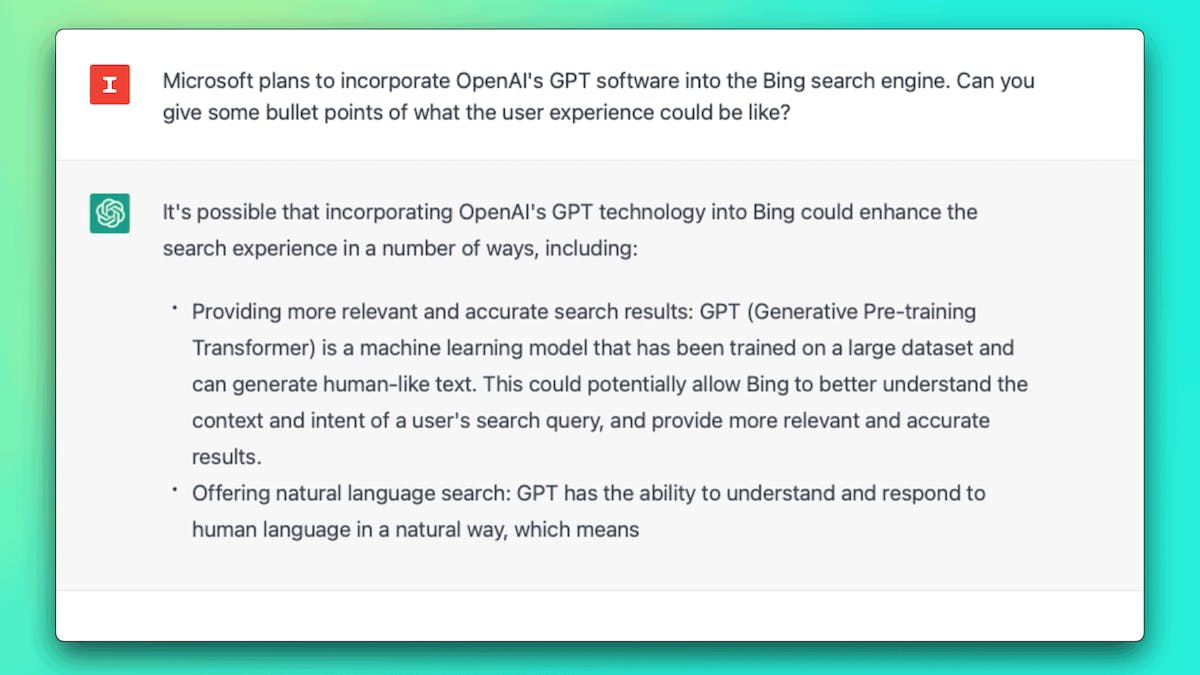 I
Microsoft plans to incorporate OpenAI's GPT software into the Bing search engine. Can you
give some bullet points of what the user experience could be like?
It's possible that incorporating OpenAI's GPT technology into Bing could enhance the
search experience in a number of ways, including:
• Providing more relevant and accurate search results: GPT (Generative Pre-training
Transformer) is a machine learning model that has been trained on a large dataset and
can generate human-like text. This could potentially allow Bing to better understand the
context and intent of a user's search query, and provide more relevant and accurate
results.
• Offering natural language search: GPT has the ability to understand and respond to
human language in a natural way, which means